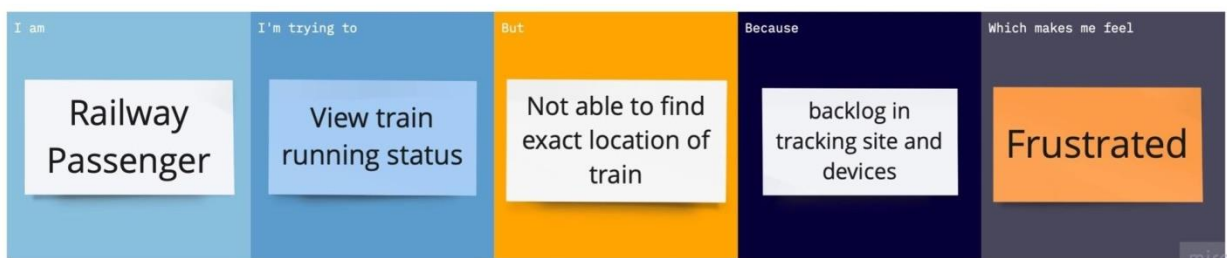 I am
Railway
Passenger
I'm trying to
View train
running status
But
Not able to find
exact location of
train
Because
backlog in
tracking site and
devices
Which makes me feel
Frustrated
miro